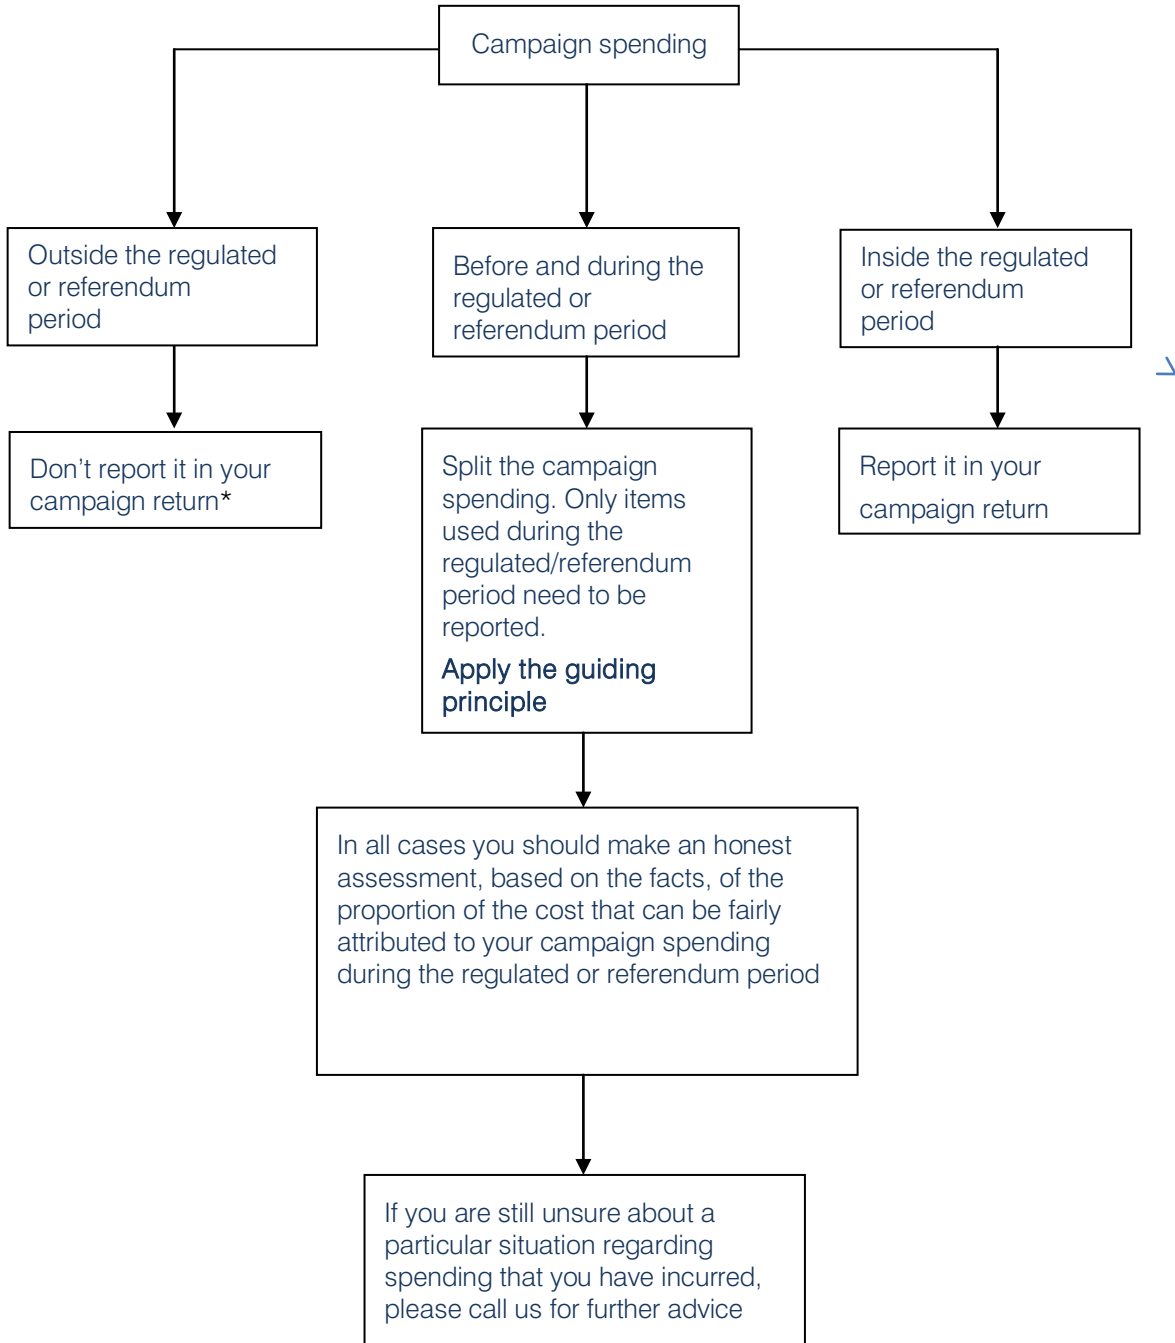 Campaign spending
Outside the regulated
or referendum
period
Before and during the
regulated or
referendum period
Inside the regulated
or referendum
period
Don't report it in your
campaign return*
Split the campaign
spending. Only items
used during the
regulated/referendum
period need to be
reported.
Apply the guiding
principle
Report it in your
campaign return
In all cases you should make an honest
assessment, based on the facts, of the
proportion of the cost that can be fairly
attributed to your campaign spending
during the regulated or referendum period
If you are still unsure about a
particular situation regarding
spending that you have incurred,
please call us for further advice